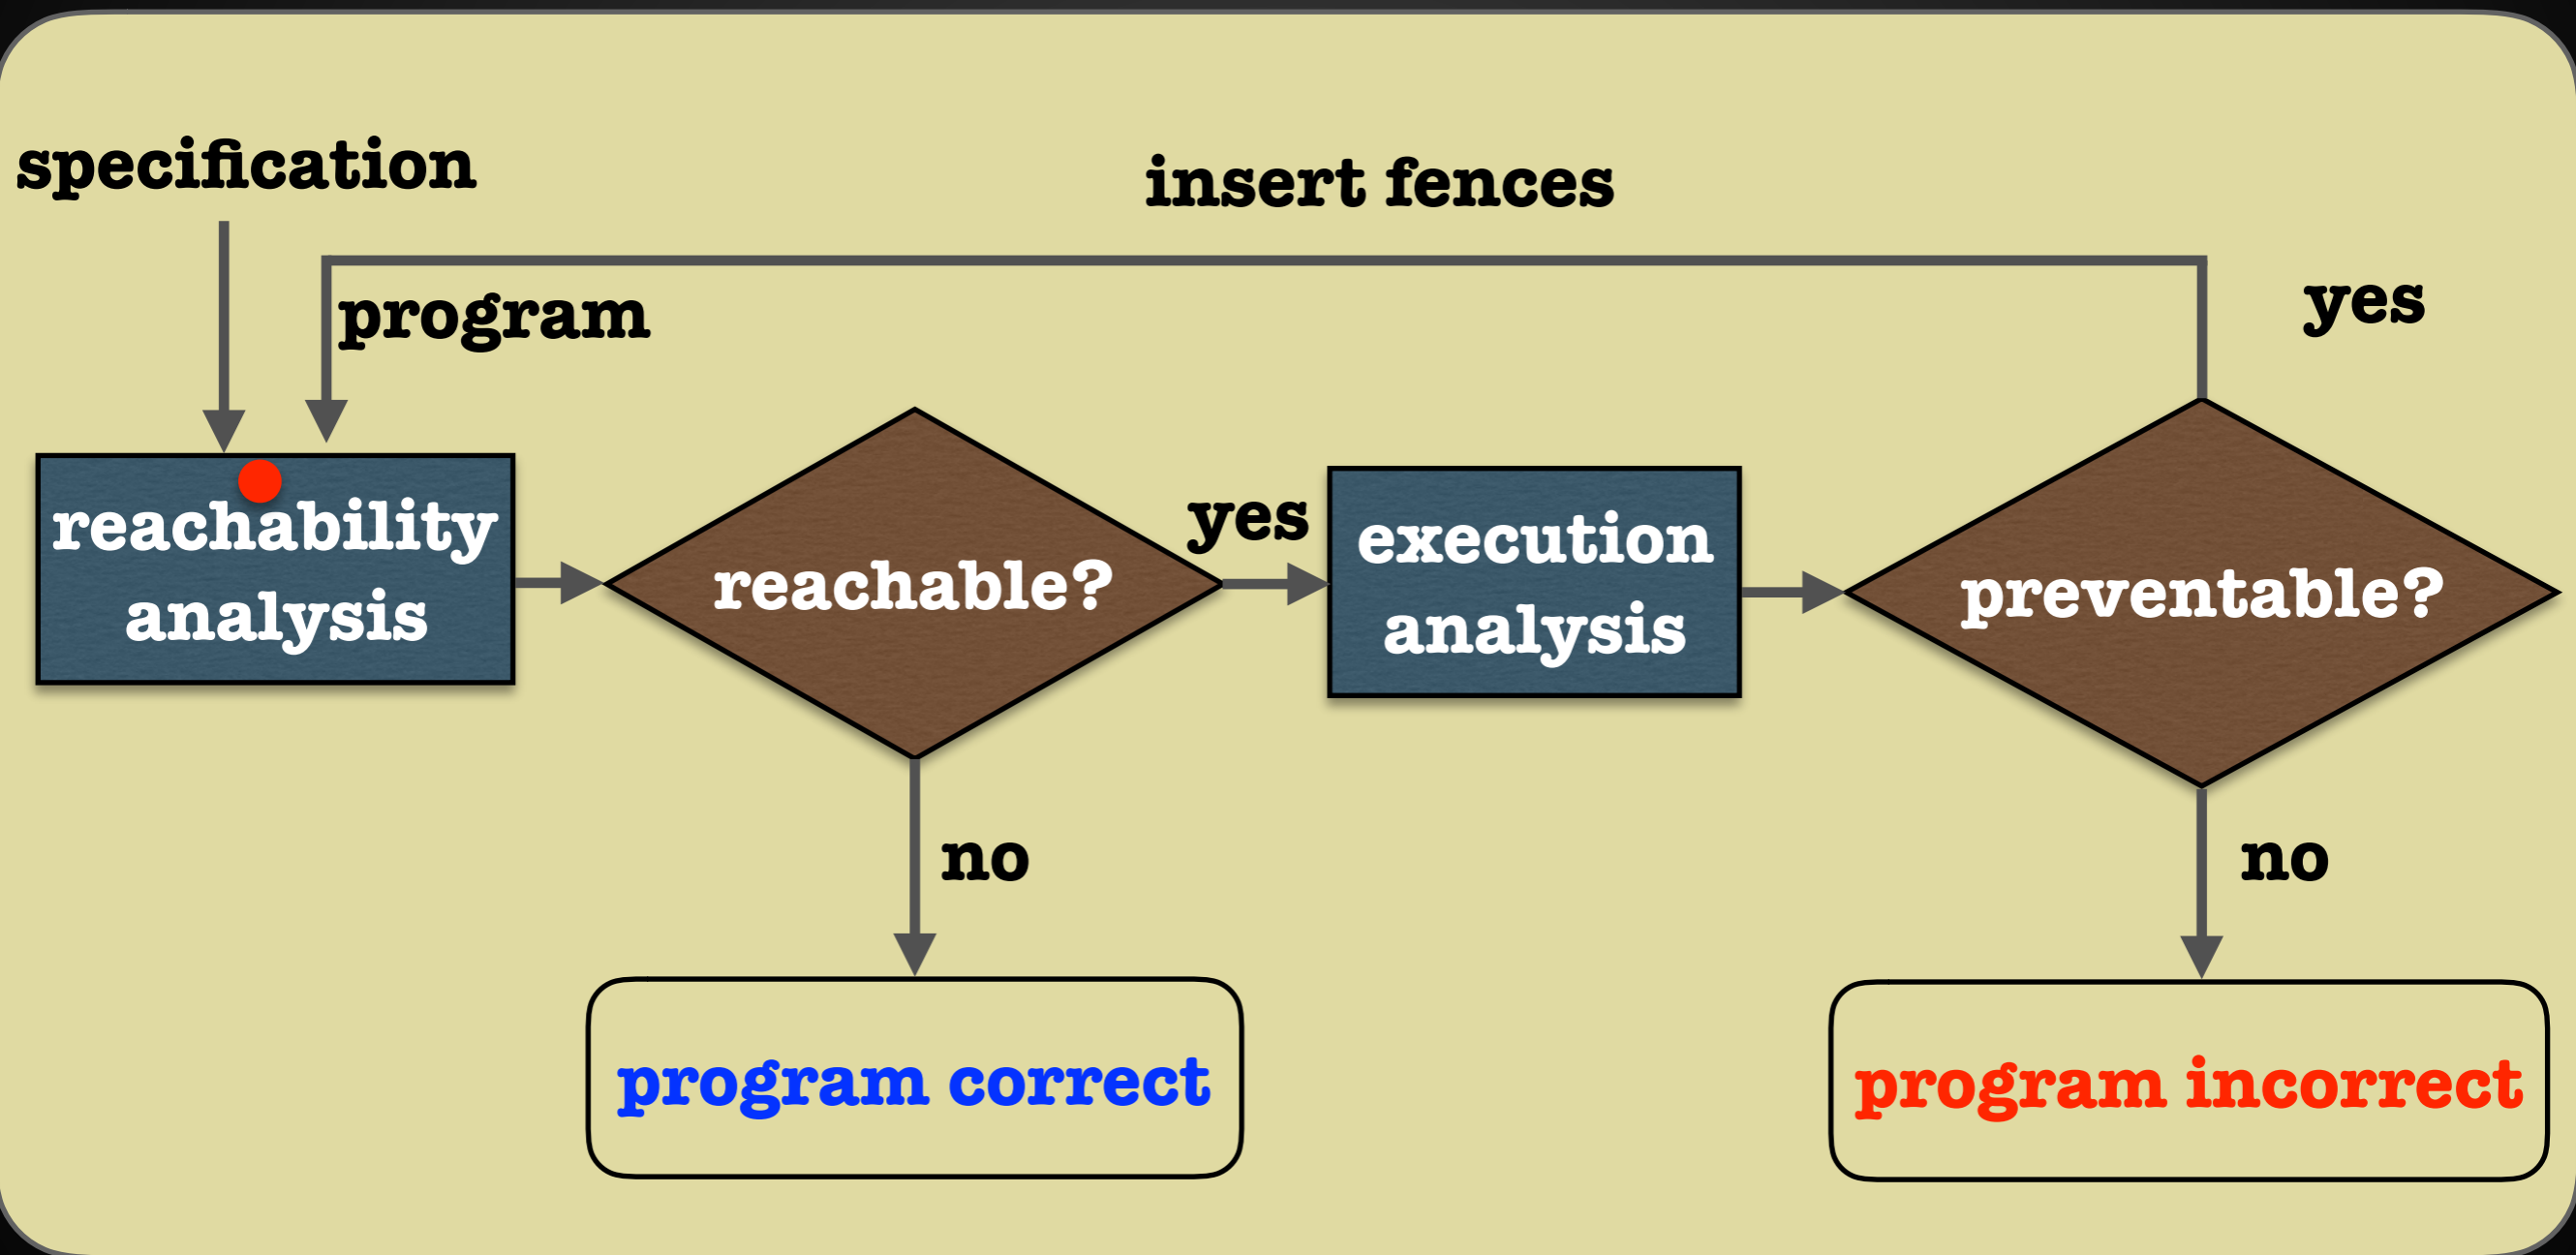 specification
insert fences
program
yes
reachability
analysis
reachable?
yes
execution
analysis
preventable?
no
no
program correct
program incorrect